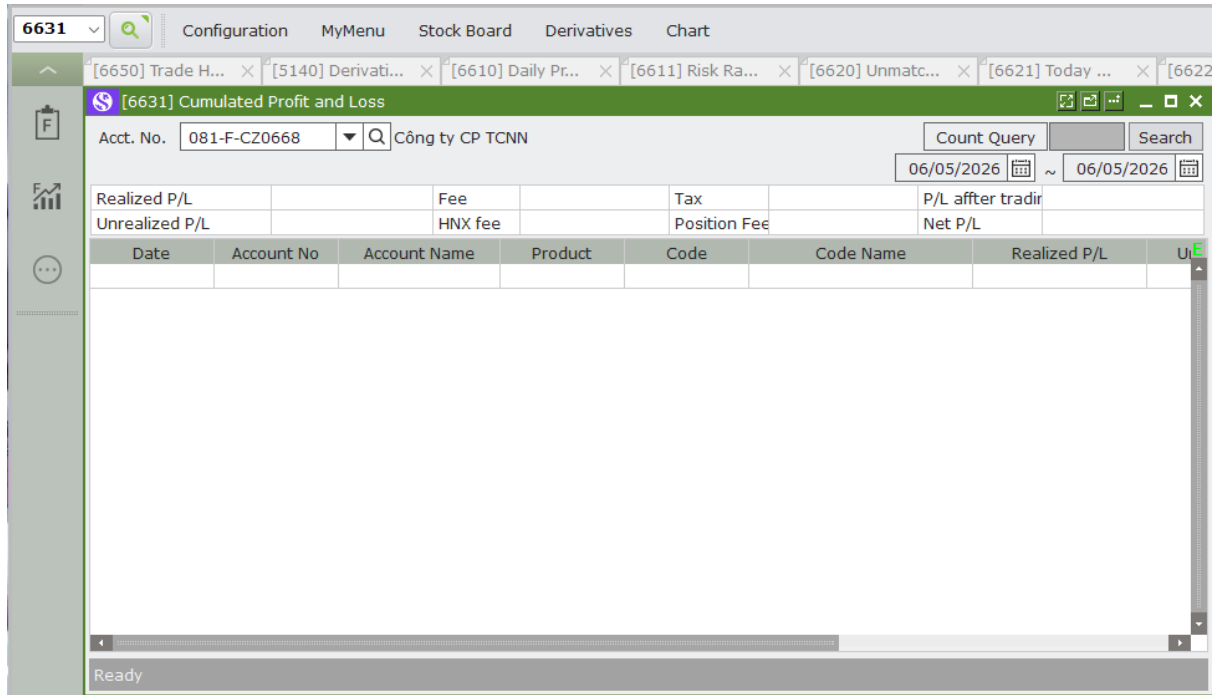 6631 Configuration MyMenu Stock Board Derivatives Chart
[6650] Trade H... [5140] Derivati... [6610] Daily Pr... [6611] Risk Ra... [6620] Unmatc... [6621] Today ... [6622
[6631] Cumulated Profit and Loss
F
Acct. No. 081-F-CZ0668 Công ty CP TCNN Count Query Search
06/05/2026 ~ 06/05/2026
F
Realized P/L Fee Tax P/L affter tradin
Unrealized P/L HNX fee Position Fee Net P/L
Date Account No Account Name Product Code Code Name Realized P/L Un E
Ready